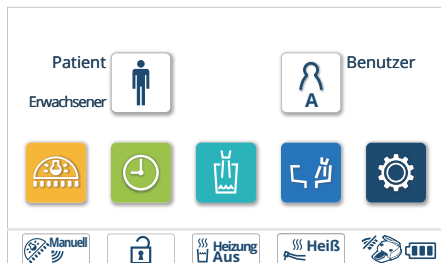 Patient
Erwachsener
A
Benutzer
Manuell
Heizung
Aus
Heiß